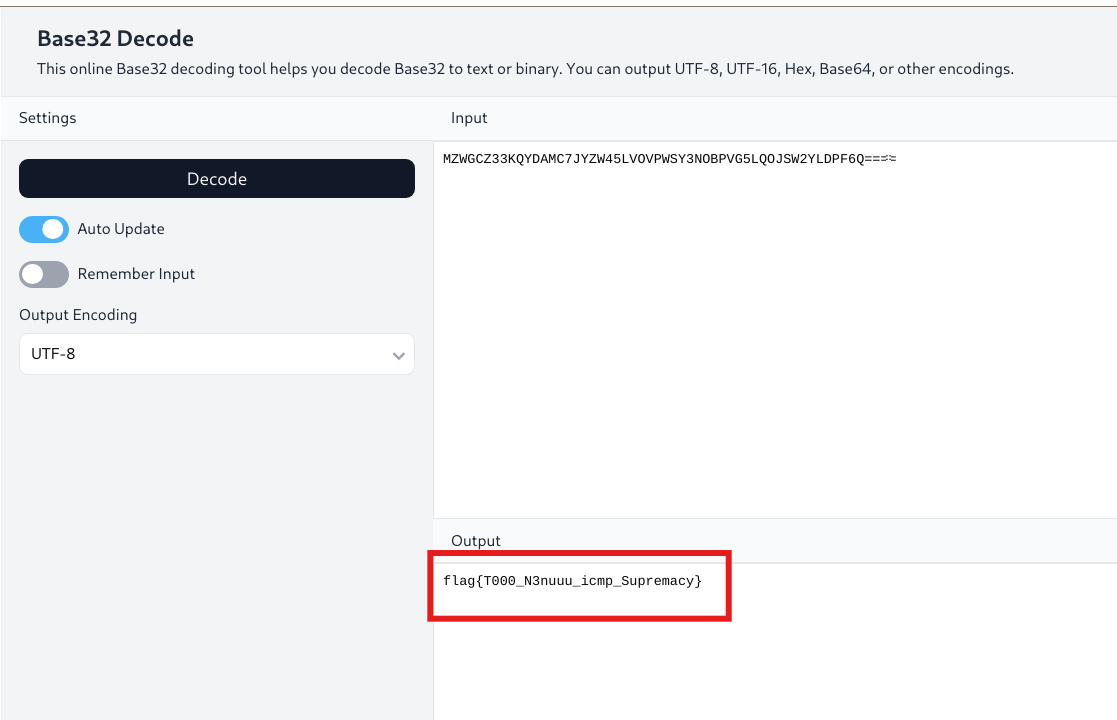 Base32 Decode
This online Base32 decoding tool helps you decode Base32 to text or binary. You can output UTF-8, UTF-16, Hex, Base64, or other encodings.
Settings
Input
Decode
MZWGCZ33KQYDAMC7JYZW45LVOVPWSY3NOBPVG5LQOJSW2YLDPF6Q====
Auto Update
Remember Input
Output Encoding
UTF-8
Output
flag{T000_N3nuuu_icmp_Supremacy}